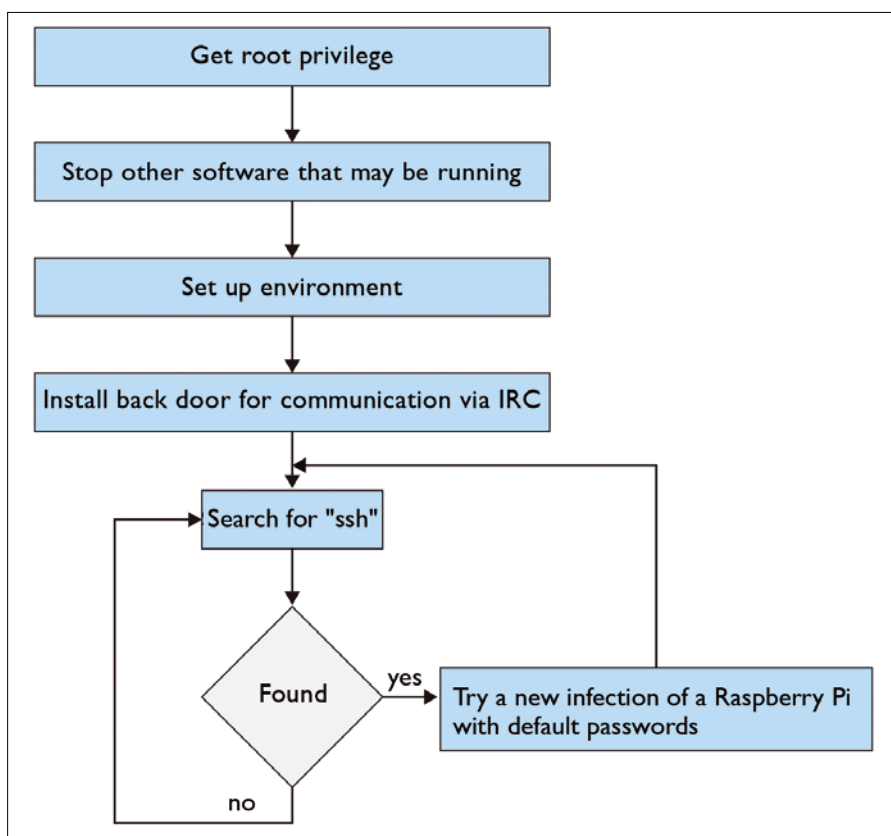 Get root privilege
Stop other software that may be running
Set up environment
Install back door for communication via IRC
Search for "ssh"
Found
yes
Try a new infection of a Raspberry Pi
with default passwords
no